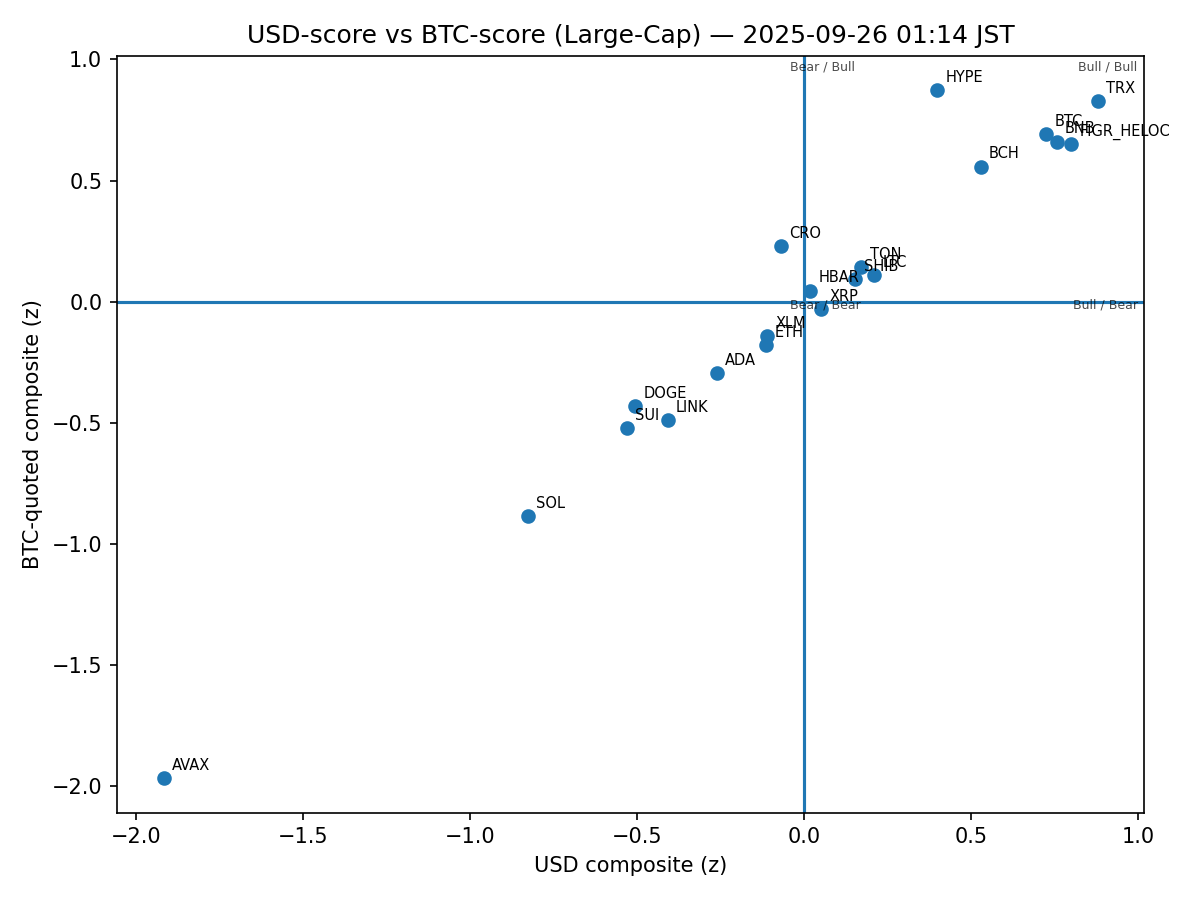 USD-score vs BTC-score (Large-Cap) — 2025-09-26 01:14 JST
1.0
0.5
0.0
−0.5
−1.0
−1.5
−2.0
BTC-quoted composite (z)
Bear / Bull
Bull / Bull
HYPE
TRX
BTC
BNB
FIGR_HELOC
BCH
CRO
TON
LTC
SHIB
HBAR
XRP
Bear / Bear
Bull / Bear
XLM
ETH
ADA
DOGE
LINK
SUI
SOL
AVAX
−2.0
−1.5
−1.0
−0.5
0.0
0.5
1.0
USD composite (z)